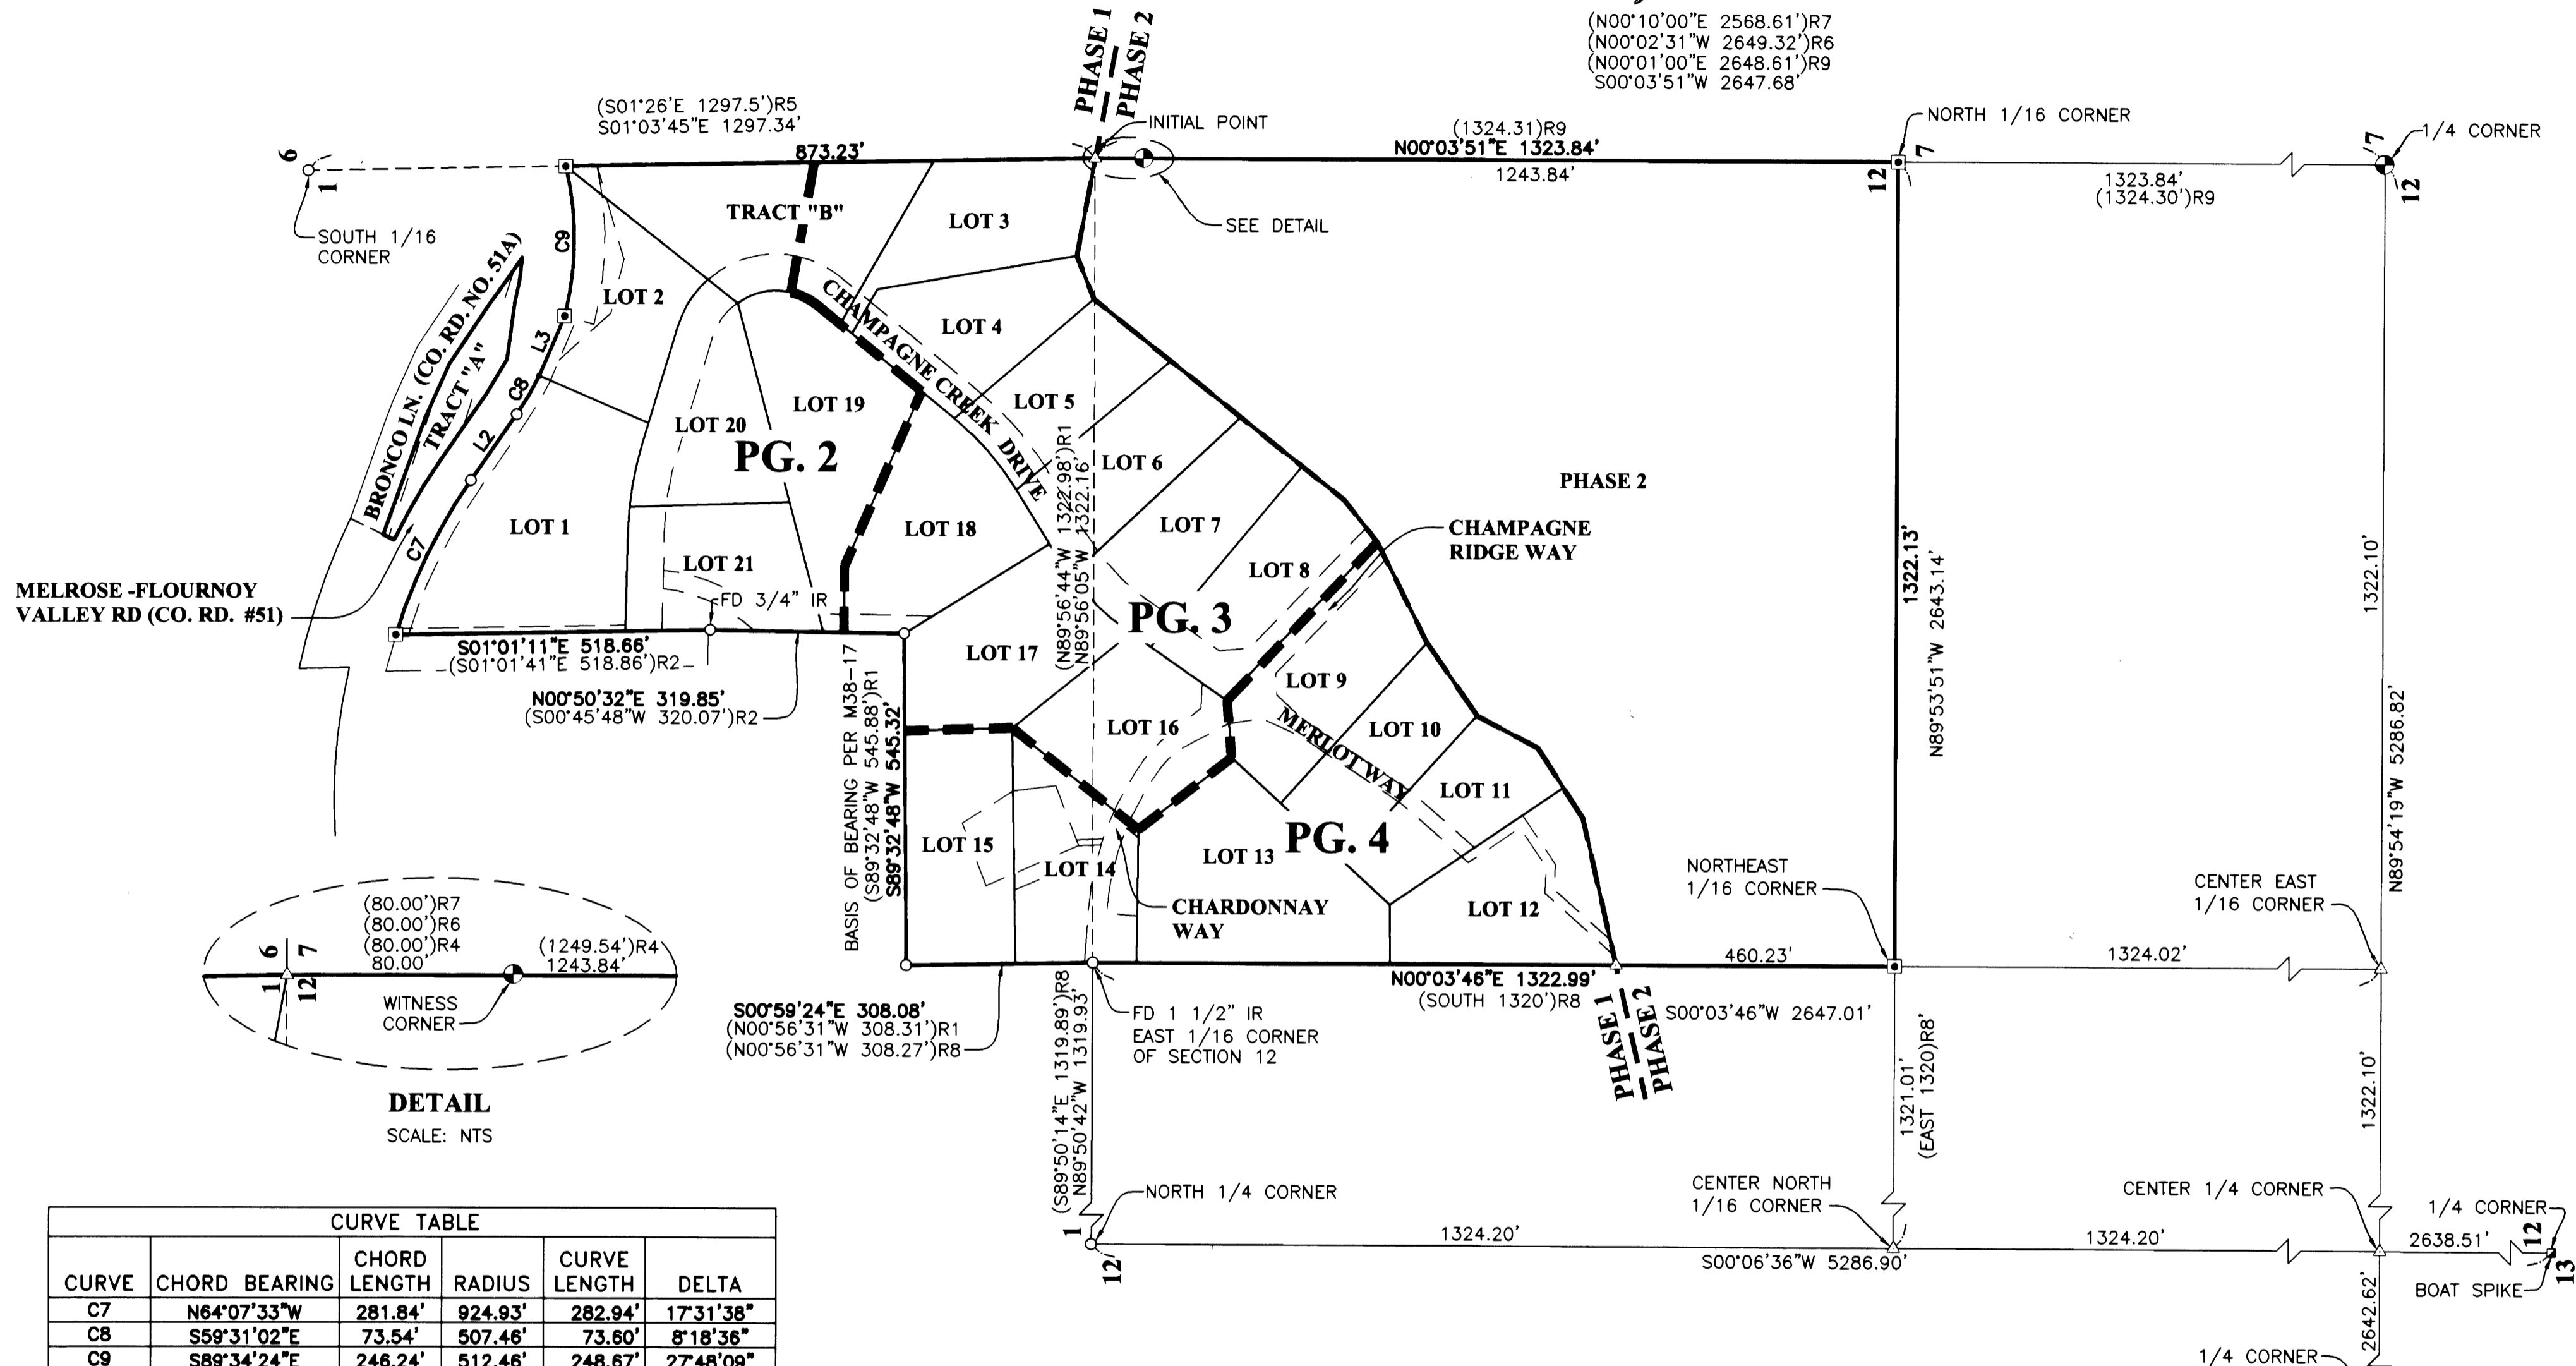 (N00°10'00"E 2568.61')R7
(N00°02'31"W 2649.32')R6
(N00°01'00"E 2648.61')R9
S00°03'51"W 2647.68'
PHASE 1
PHASE 2
(S01°26'E 1297.5')R5
S01°03'45"E 1297.34'
873.23'
INITIAL POINT
(1324.31)R9
N00°03'51"E 1323.84'
1243.84'
NORTH 1/16 CORNER
1/4 CORNER
6
1
7
12
7
12
1323.84'
(1324.30')R9
SOUTH 1/16
CORNER
SEE DETAIL
TRACT "B"
LOT 3
C9
LOT 2
BRONCO LN. (CO. RD. NO. 51A)
TRACT "A"
L3
C8
L2
C7
CHAMPAGNE CREEK DRIVE
LOT 4
LOT 5
LOT 19
LOT 20
PG. 2
LOT 6
(N89°56'44"W 1322.98')R1
N89°56'05"W 1322.16'
PHASE 2
LOT 1
LOT 18
LOT 7
CHAMPAGNE
RIDGE WAY
LOT 21
LOT 8
FD 3/4" IR
MELROSE -FLOURNOY
VALLEY RD (CO. RD. #51)
PG. 3
1322.13'
N89°53'51"W 2643.14'
1322.10'
N89°54'19"W 5286.82'
S01°01'11"E 518.66'
(S01°01'41"E 518.86')R2
LOT 17
LOT 9
N00°50'32"E 319.85'
(S00°45'48"W 320.07')R2
BASIS OF BEARING PER M38-17
(S89°32'48"W 545.88')R1
S89°32'48"W 545.32'
LOT 16
MERLOT WAY
LOT 10
LOT 11
LOT 15
LOT 14
LOT 13
PG. 4
LOT 12
CHARDONNAY
WAY
NORTHEAST
1/16 CORNER
CENTER EAST
1/16 CORNER
(80.00')R7
(80.00')R6
(80.00')R4
80.00'
(1249.54')R4
1243.84'
6
7
1
12
WITNESS
CORNER
DETAIL
SCALE: NTS
460.23'
1324.02'
N00°03'46"E 1322.99'
(SOUTH 1320')R8
S00°03'46"W 2647.01'
PHASE 1
PHASE 2
S00°59'24"E 308.08'
(N00°56'31"W 308.31')R1
(N00°56'31"W 308.27')R8
FD 1 1/2" IR
EAST 1/16 CORNER
OF SECTION 12
(S89°50'14"E 1319.89')R8
N89°50'42"W 1319.93'
1321.01'
(EAST 1320)R8'
1322.10'
NORTH 1/4 CORNER
CENTER NORTH
1/16 CORNER
CENTER 1/4 CORNER
1/4 CORNER
1
12
1324.20'
1324.20'
2638.51'
12
13
S00°06'36"W 5286.90'
BOAT SPIKE
2642.62'
1/4 CORNER
CURVE TABLE
CURVE CHORD BEARING CHORD LENGTH RADIUS CURVE LENGTH DELTA
C7 N64°07'33"W 281.84' 924.93' 282.94' 17°31'38"
C8 S59°31'02"E 73.54' 507.46' 73.60' 8°18'36"
C9 S89°34'24"E 246.24' 512.46' 248.67' 27°48'09"